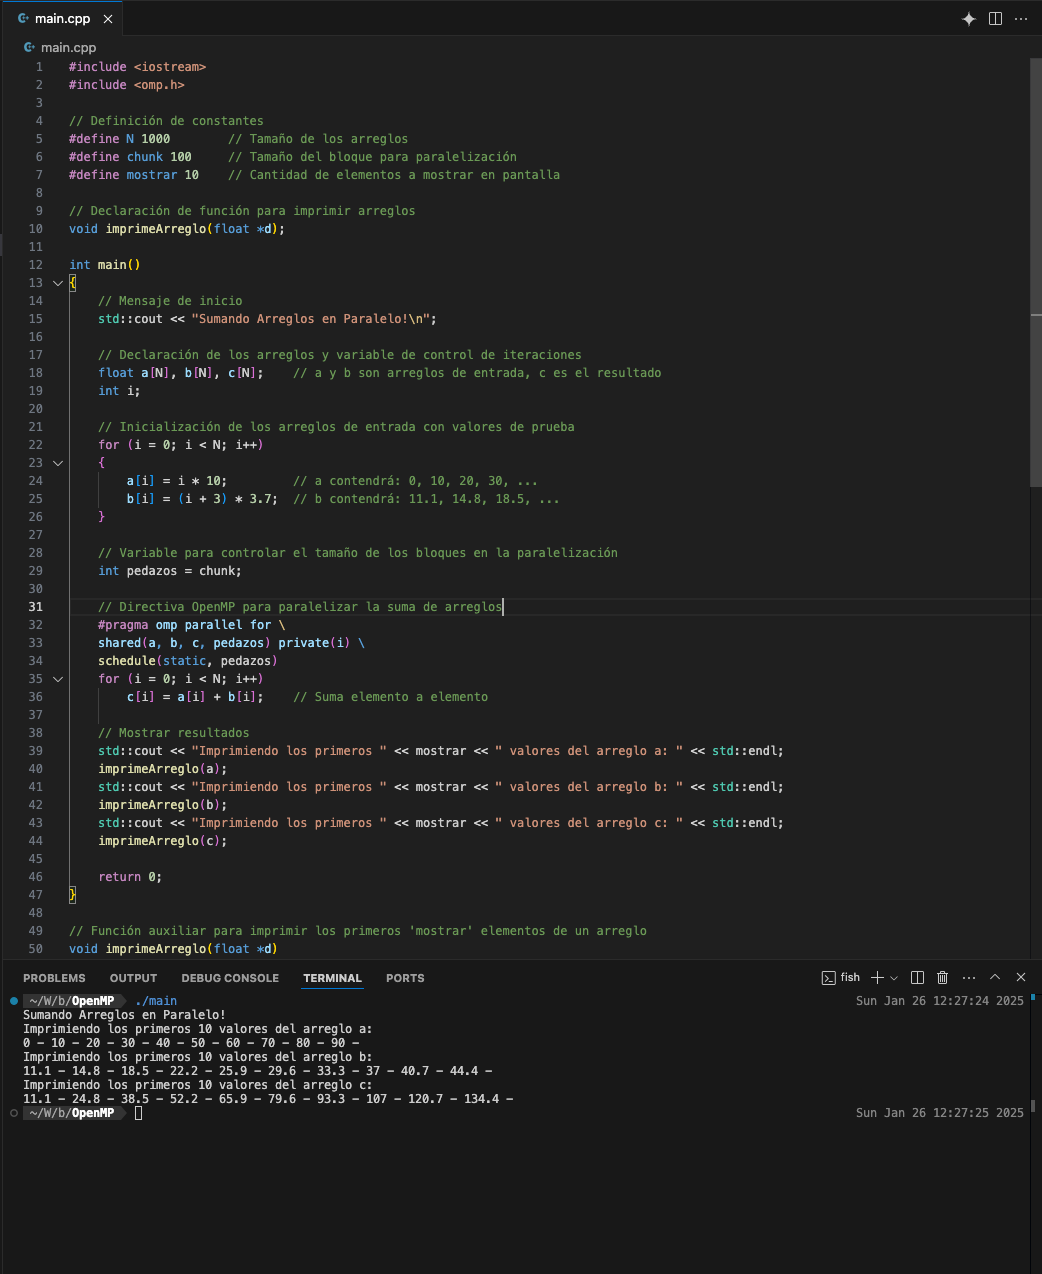 main.cpp
main.cpp
1 #include <iostream>
2 #include <omp.h>
3
4 // Definición de constantes
5 #define N 1000        // Tamaño de los arreglos
6 #define chunk 100     // Tamaño del bloque para paralelización
7 #define mostrar 10    // Cantidad de elementos a mostrar en pantalla
8
9 // Declaración de función para imprimir arreglos
10 void imprimeArreglo(float *d);
11
12 int main()
13 {
14     // Mensaje de inicio
15     std::cout << "Sumando Arreglos en Paralelo!\n";
16
17     // Declaración de los arreglos y variable de control de iteraciones
18     float a[N], b[N], c[N];    // a y b son arreglos de entrada, c es el resultado
19     int i;
20
21     // Inicialización de los arreglos de entrada con valores de prueba
22     for (i = 0; i < N; i++)
23     {
24         a[i] = i * 10;         // a contendrá: 0, 10, 20, 30, ...
25         b[i] = (i + 3) * 3.7;  // b contendrá: 11.1, 14.8, 18.5, ...
26     }
27
28     // Variable para controlar el tamaño de los bloques en la paralelización
29     int pedazos = chunk;
30
31     // Directiva OpenMP para paralelizar la suma de arreglos
32     #pragma omp parallel for \
33     shared(a, b, c, pedazos) private(i) \
34     schedule(static, pedazos)
35     for (i = 0; i < N; i++)
36         c[i] = a[i] + b[i];    // Suma elemento a elemento
37
38     // Mostrar resultados
39     std::cout << "Imprimiendo los primeros " << mostrar << " valores del arreglo a: " << std::endl;
40     imprimeArreglo(a);
41     std::cout << "Imprimiendo los primeros " << mostrar << " valores del arreglo b: " << std::endl;
42     imprimeArreglo(b);
43     std::cout << "Imprimiendo los primeros " << mostrar << " valores del arreglo c: " << std::endl;
44     imprimeArreglo(c);
45
46     return 0;
47 }
48
49 // Función auxiliar para imprimir los primeros 'mostrar' elementos de un arreglo
50 void imprimeArreglo(float *d)
PROBLEMS OUTPUT DEBUG CONSOLE TERMINAL PORTS fish
~/W/b/OpenMP ./main Sun Jan 26 12:27:24 2025
Sumando Arreglos en Paralelo!
Imprimiendo los primeros 10 valores del arreglo a:
0 - 10 - 20 - 30 - 40 - 50 - 60 - 70 - 80 - 90 -
Imprimiendo los primeros 10 valores del arreglo b:
11.1 - 14.8 - 18.5 - 22.2 - 25.9 - 29.6 - 33.3 - 37 - 40.7 - 44.4 -
Imprimiendo los primeros 10 valores del arreglo c:
11.1 - 24.8 - 38.5 - 52.2 - 65.9 - 79.6 - 93.3 - 107 - 120.7 - 134.4 -
~/W/b/OpenMP Sun Jan 26 12:27:25 2025